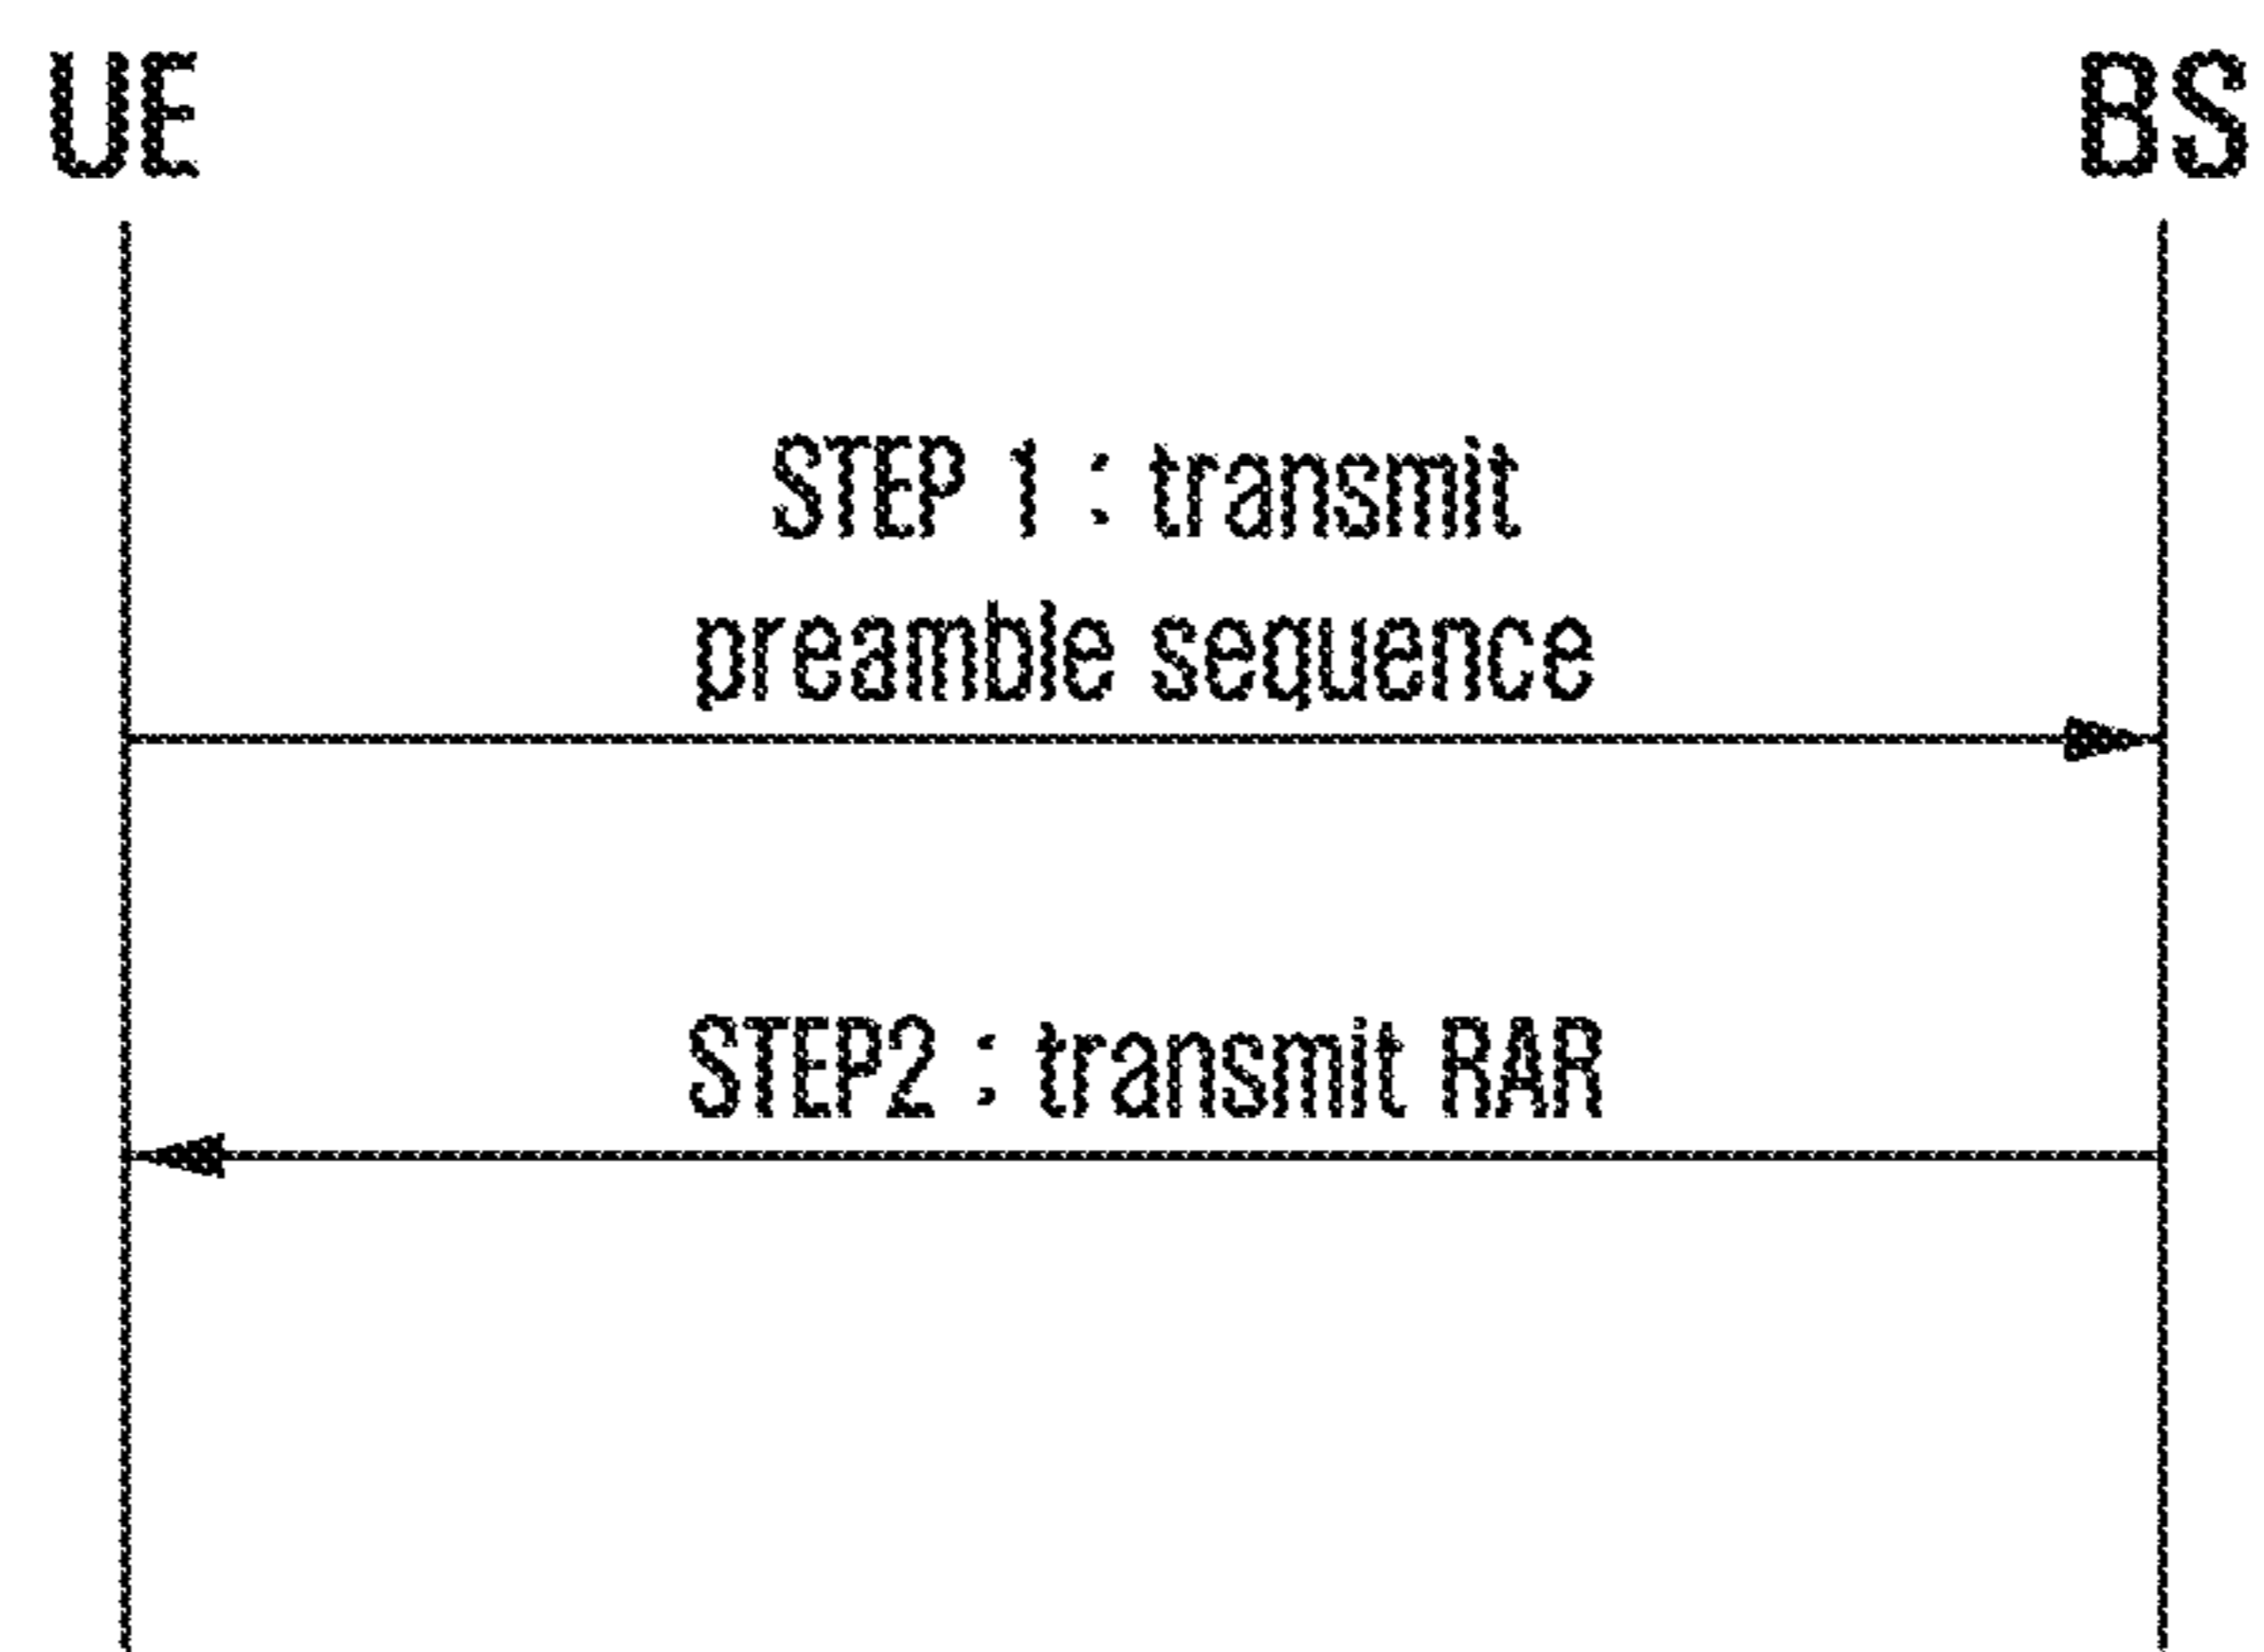 UE
BS
STEP 1 : transmit
preamble sequence
STEP2 : transmit RAR